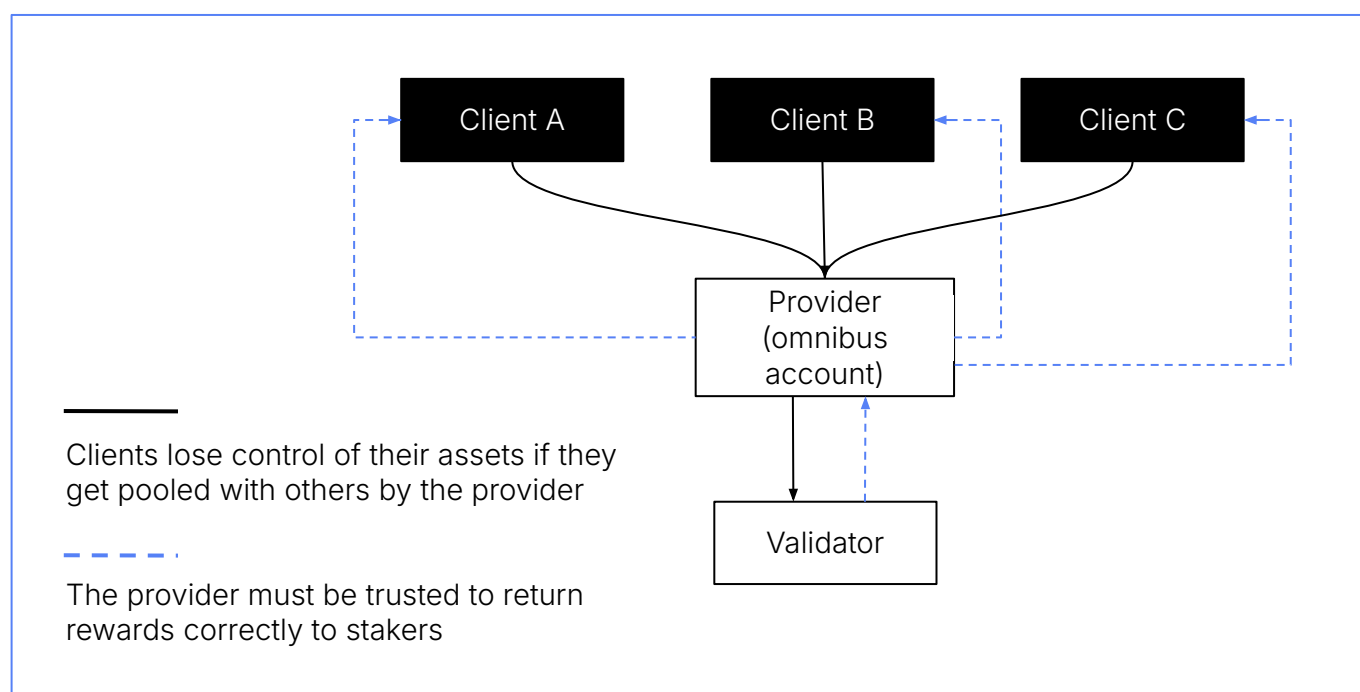 Client A
Client B
Client C
Provider
(omnibus
account)
Validator
Clients lose control of their assets if they
get pooled with others by the provider
The provider must be trusted to return
rewards correctly to stakers